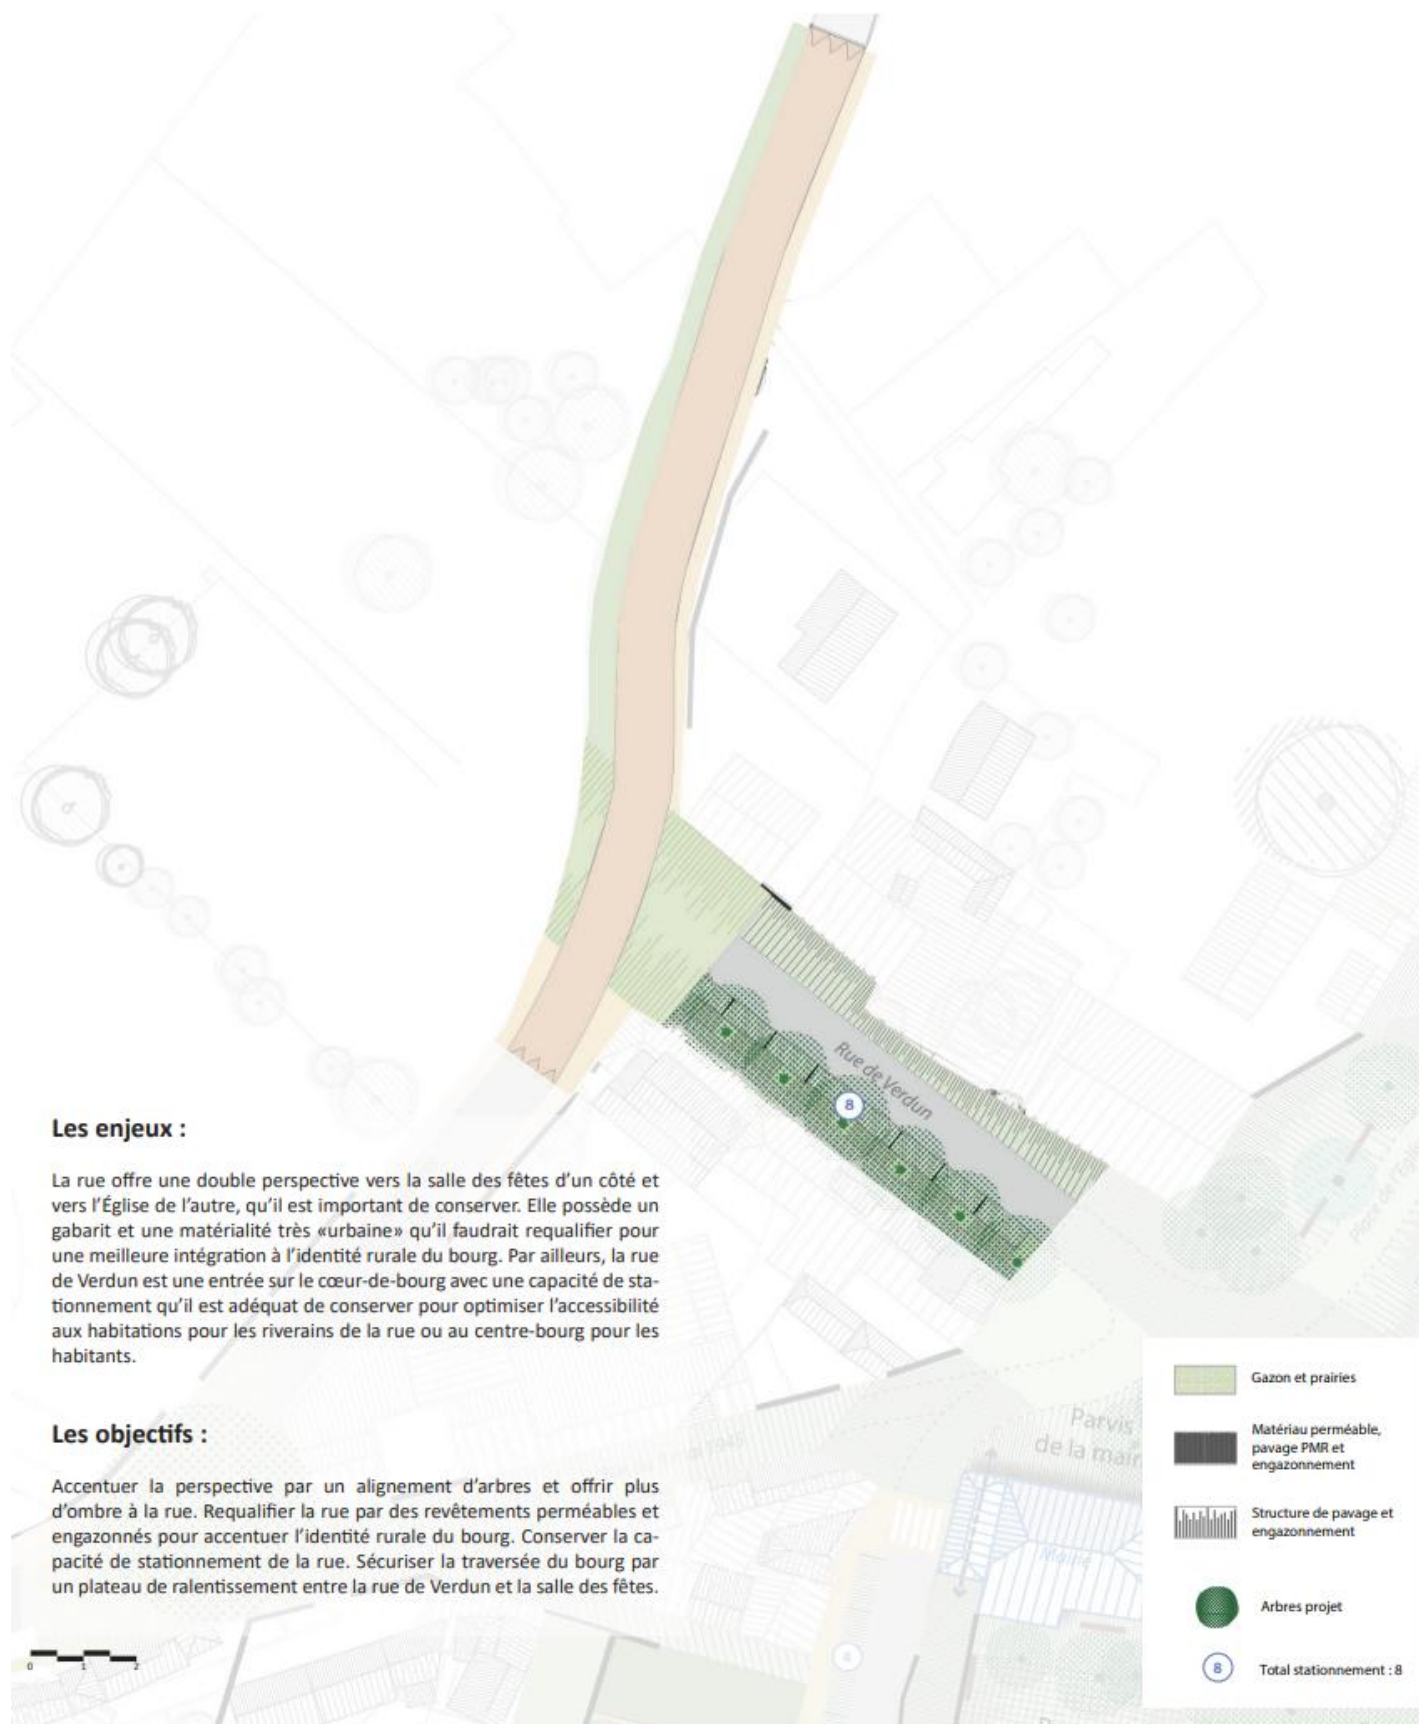 Rue de Verdun
8
Place de l'Ég
Les enjeux :
La rue offre une double perspective vers la salle des fêtes d'un côté et
vers l'Église de l'autre, qu'il est important de conserver. Elle possède un
gabarit et une matérialité très «urbaine» qu'il faudrait requalifier pour
une meilleure intégration à l'identité rurale du bourg. Par ailleurs, la rue
de Verdun est une entrée sur le cœur-de-bourg avec une capacité de sta-
tionnement qu'il est adéquat de conserver pour optimiser l'accessibilité
aux habitations pour les riverains de la rue ou au centre-bourg pour les
habitants.
Les objectifs :
Accentuer la perspective par un alignement d'arbres et offrir plus
d'ombre à la rue. Requalifier la rue par des revêtements perméables et
engazonnés pour accentuer l'identité rurale du bourg. Conserver la ca-
pacité de stationnement de la rue. Sécuriser la traversée du bourg par
un plateau de ralentissement entre la rue de Verdun et la salle des fêtes.
0 1 2
1945
Parvis
de la mair
Mairie
4
Gazon et prairies
Matériau perméable,
pavage PMR et
engazonnement
Structure de pavage et
engazonnement
Arbres projet
8
Total stationnement : 8